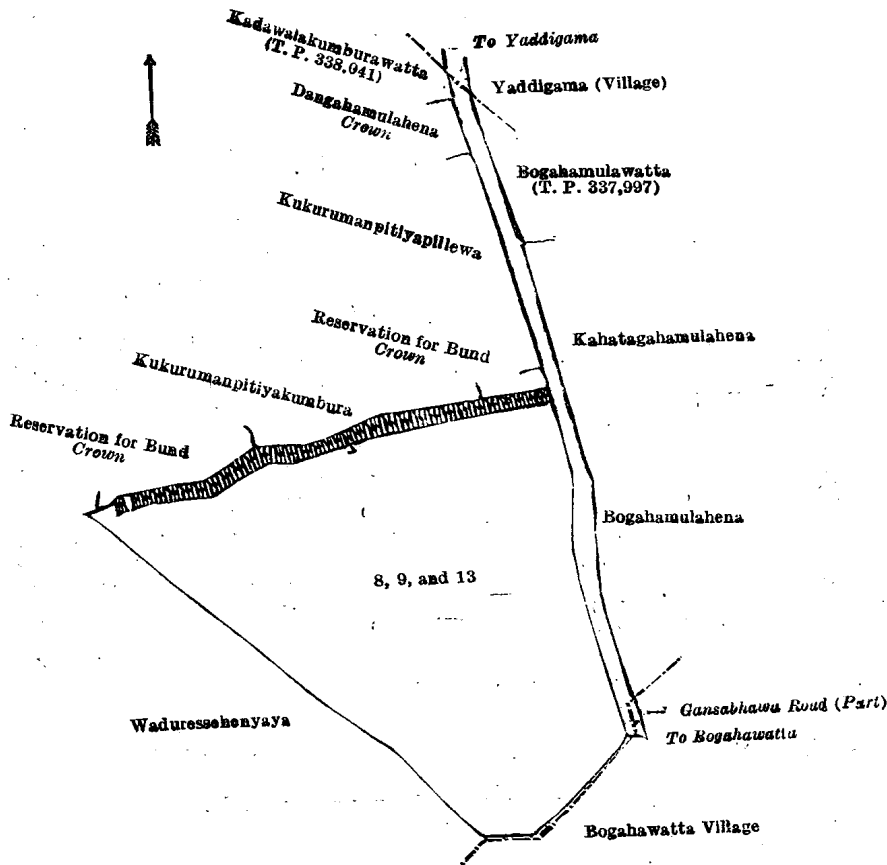 Kadawalakumburawatta
(T. P. 338.041)
To Yaddigama
Yaddigama (Village)
Dangahamulahena
Crown
Bogahamulawatta
(T. P. 337,997)
Kukurumanpitiyapillewa
Reservation for Bund
Crown
Kahatagahamulahena
Kukurumanpitiyakumbura
Reservation for Bund
Crown
Bogahamulahena
8, 9, and 13
Waduressehenyaya
Gansabhawa Road (Part)
To Bogahawatta
Bogahawatta Village